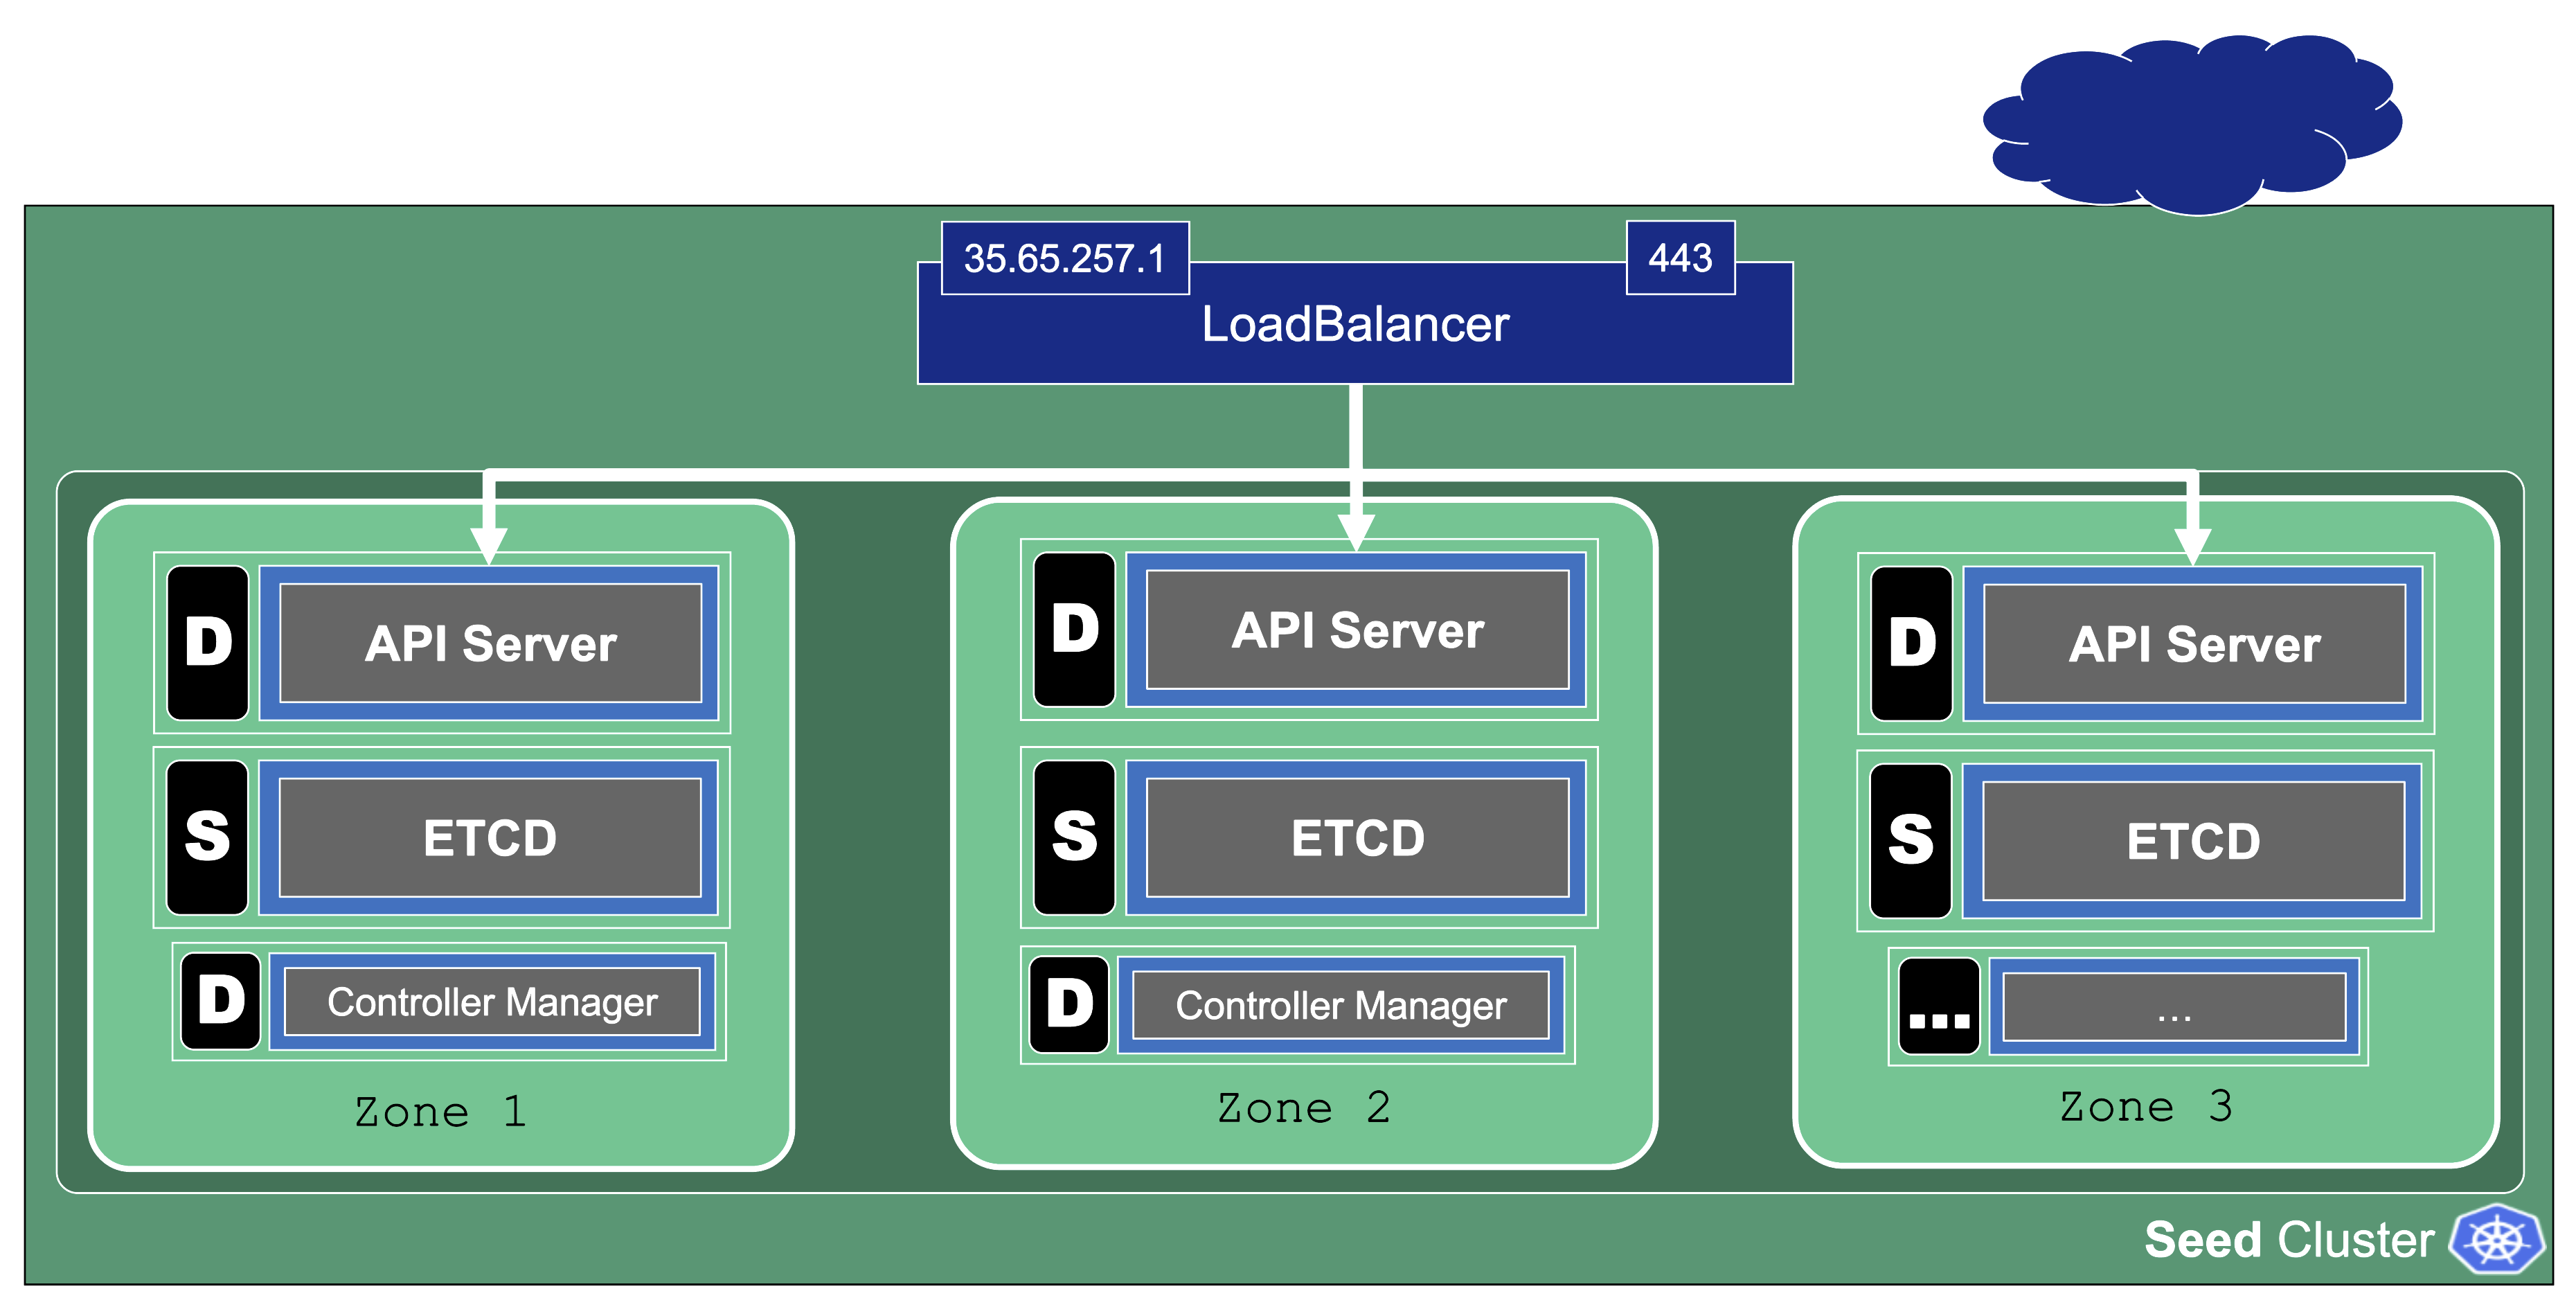 35.65.257.1
443
LoadBalancer
D
API Server
S
ETCD
D
Controller Manager
Zone 1
D
API Server
S
ETCD
D
Controller Manager
Zone 2
D
API Server
S
ETCD
...
...
Zone 3
Seed Cluster